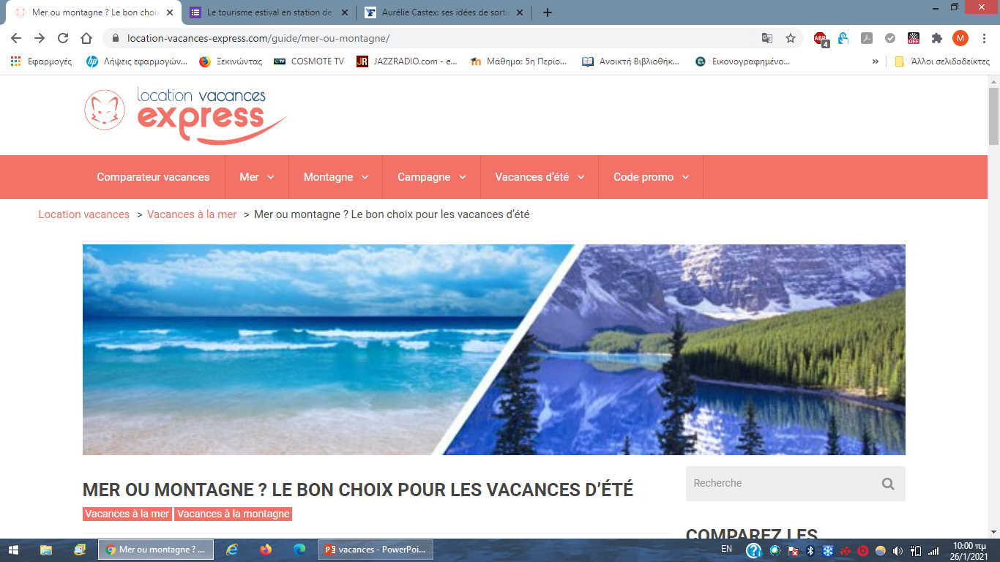 Mer ou montagne ? Le bon choix
Le tourisme estival en station de
Aurélie Castex: ses idées de sortie
location-vacances-express.com/guide/mer-ou-montagne/
ABP
4
OFF
M
Εφαρμογές
Λήψεις εφαρμογών...
Ξεκινώντας
COSMOTE TV
JAZZRADIO.com - e...
Μάθημα: 5η Περίο...
Ανοικτή Βιβλιοθήκ...
Εικονογραφημένο...
»
Άλλοι σελιδοδείκτες
location vacances
express
Comparateur vacances
Mer
Montagne
Campagne
Vacances d’été
Code promo
Location vacances > Vacances à la mer > Mer ou montagne ? Le bon choix pour les vacances d’été
MER OU MONTAGNE ? LE BON CHOIX POUR LES VACANCES D’ÉTÉ
Vacances à la mer Vacances à la montagne
Recherche
COMPAREZ LES
Mer ou montagne ? ...
vacances - PowerPoi...
EN
10:00 πμ
26/1/2021